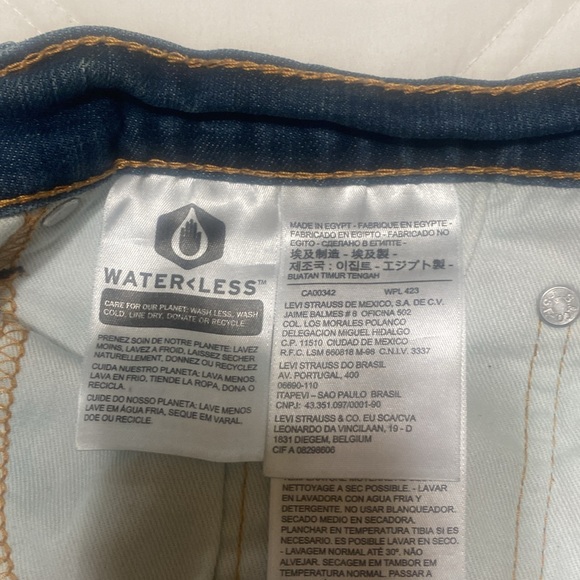 WATER<LESS™
CARE FOR OUR PLANET: WASH LESS, WASH
COLD, LINE DRY, DONATE OR RECYCLE
PRENEZ SOIN DE NOTRE PLANETE: LAVEZ
MOINS, LAVEZ A FROID, LAISSEZ SECHER
NATURELLEMENT, DONNEZ OU RECYCLEZ
CUIDA NUESTRO PLANETA: LAVA MENOS
LAVA EN FRIO, TIENDE LA ROPA, DONA O
RECICLA.
CUIDE DO NOSSO PLANETA: LAVE MENOS
LAVE EM ÁGUA FRIA, SEQUE EM VARAL.
DOE OU RECICLE.
MADE IN EGYPT - FABRIQUE EN EGYPTE -
FABRICADO EN EGIPTO - FABRICADO NO
EGITO - СДЕЛАНО В ЕГИПТЕ -
埃及制造 - 埃及製 -
제조국: 이집트 - エジプト製 -
BUATAN TIMUR TENGAH
CA00342 WPL 423
LEVI STRAUSS DE MEXICO, S.A. DE C.V.
JAIME BALMES # 8 OFICINA 502
COL. LOS MORALES POLANCO
DELEGACION MIGUEL HIDALGO
C.P. 11510 CIUDAD DE MEXICO
R.F.C. LSM 660618 M-98 C.N.I.V. 3337
LEVI STRAUSS DO BRASIL
AV. PORTUGAL, 400
06690-110
ITAPEVI – SAO PAULO BRASIL
CNPJ: 43.351.097/0001-90
LEVI STRAUSS & CO. EU SCA/CVA
LEONARDO DA VINCILAAN, 19 - D
1831 DIEGEM, BELGIUM
CIF A 08296606
NETTOYAGE A SEC POSSIBLE. - LAVAR
EN LAVADORA CON AGUA FRIA Y
DETERGENTE. NO USAR BLANQUEADOR.
SECADO MEDIO EN SECADORA.
PLANCHAR EN TEMPERATURA TIBIA SI ES
NECESARIO. ES POSIBLE LAVAR EN SECO.
- LAVAGEM NORMAL ATÉ 30º. NÃO
ALVEJAR. SECAGEM EM TAMBOR EM
TEMPERATURA NORMAL. PASSAR A